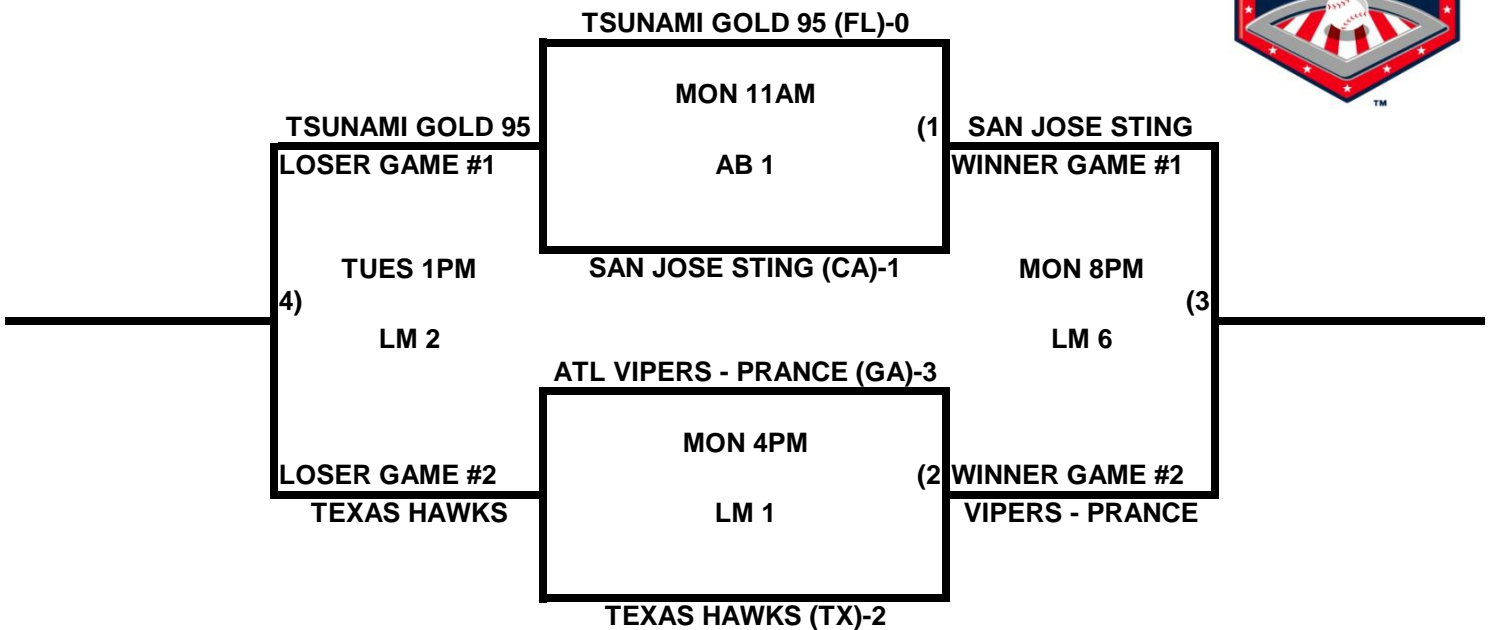 TSUNAMI GOLD 95 (FL)-0
MON 11AM
TSUNAMI GOLD 95
(1
SAN JOSE STING
LOSER GAME #1
AB 1
WINNER GAME #1
TUES 1PM
SAN JOSE STING (CA)-1
MON 8PM
4)
(3
LM 2
LM 6
ATL VIPERS - PRANCE (GA)-3
MON 4PM
LOSER GAME #2
(2
WINNER GAME #2
TEXAS HAWKS
LM 1
VIPERS - PRANCE
TEXAS HAWKS (TX)-2
TM